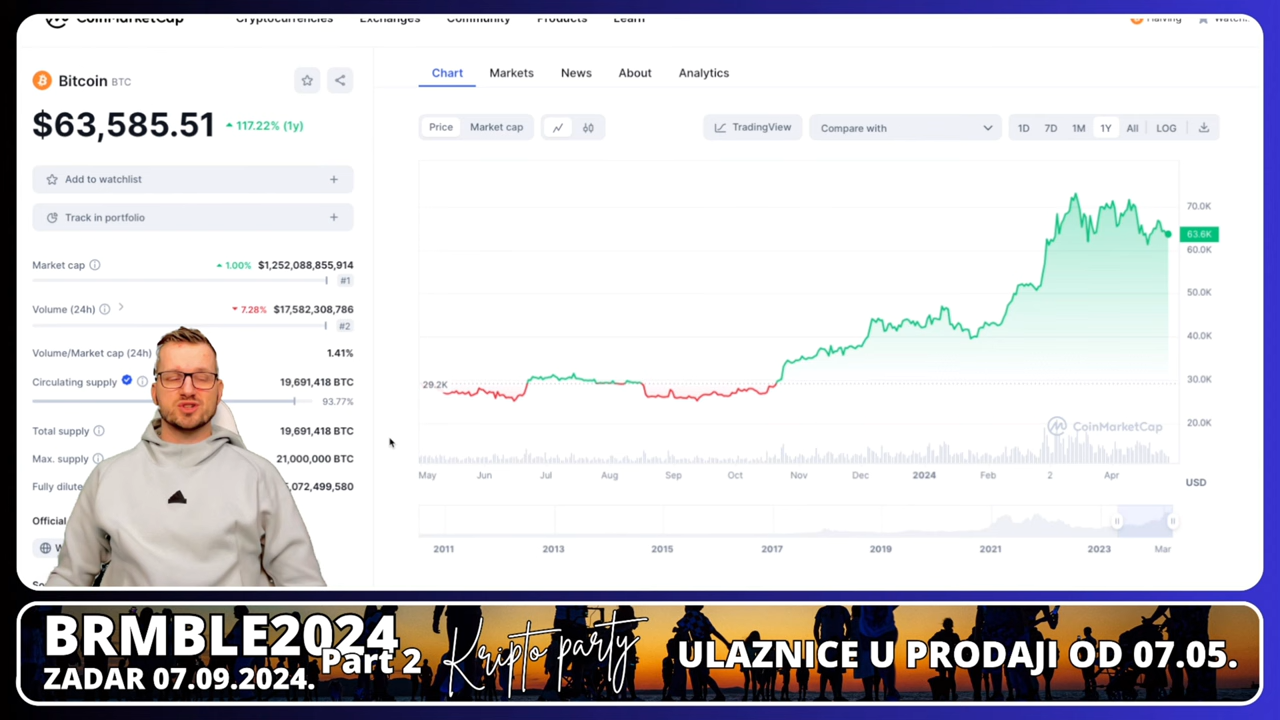 CoinMarketCap
Cryptocurrencies Exchanges Community Products Learn
Halving
Bitcoin BTC
$63,585.51 117.22% (1y)
Add to watchlist +
Track in portfolio +
Market cap 1.00% $1,252,088,855,914
#1
Volume (24h) 7.28% $17,582,308,786
#2
Volume/Market cap (24h) 1.41%
Circulating supply 19,691,418 BTC
93.77%
Total supply 19,691,418 BTC
Max. supply 21,000,000 BTC
Fully dilute ,072,499,580
Official
W
So
Chart Markets News About Analytics
Price Market cap
TradingView
Compare with
1D 7D 1M 1Y All LOG
70.0K
63.6K
60.0K
50.0K
40.0K
30.0K
20.0K
29.2K
CoinMarketCap
May Jun Jul Aug Sep Oct Nov Dec 2024 Feb 2 Apr
USD
2011 2013 2015 2017 2019 2021 2023 Mar
BRMBLE2024
Part 2
ZADAR 07.09.2024.
Kripto party
ULAZNICE U PRODAJI OD 07.05.